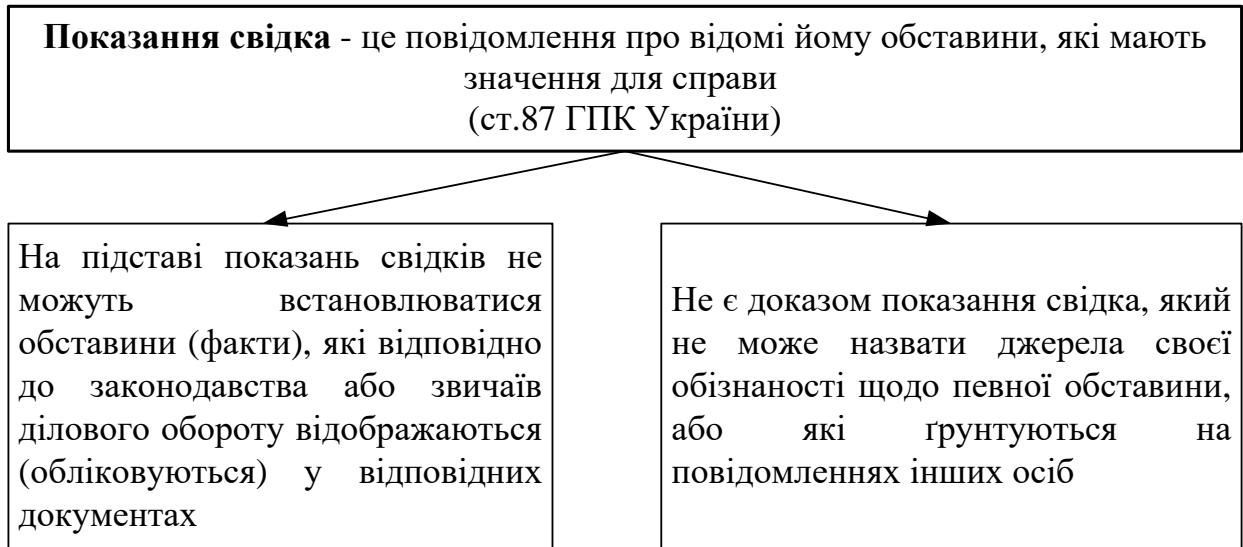 Показання свідка - це повідомлення про відомі йому обставини, які мають
значення для справи
(ст.87 ГПК України)
На підставі показань свідків не
можуть встановлюватися
обставини (факти), які відповідно
до законодавства або звичаїв
ділового обороту відображаються
(обліковуються) у відповідних
документах
Не є доказом показання свідка, який
не може назвати джерела своєї
обізнаності щодо певної обставини,
або які ґрунтуються на
повідомленнях інших осіб